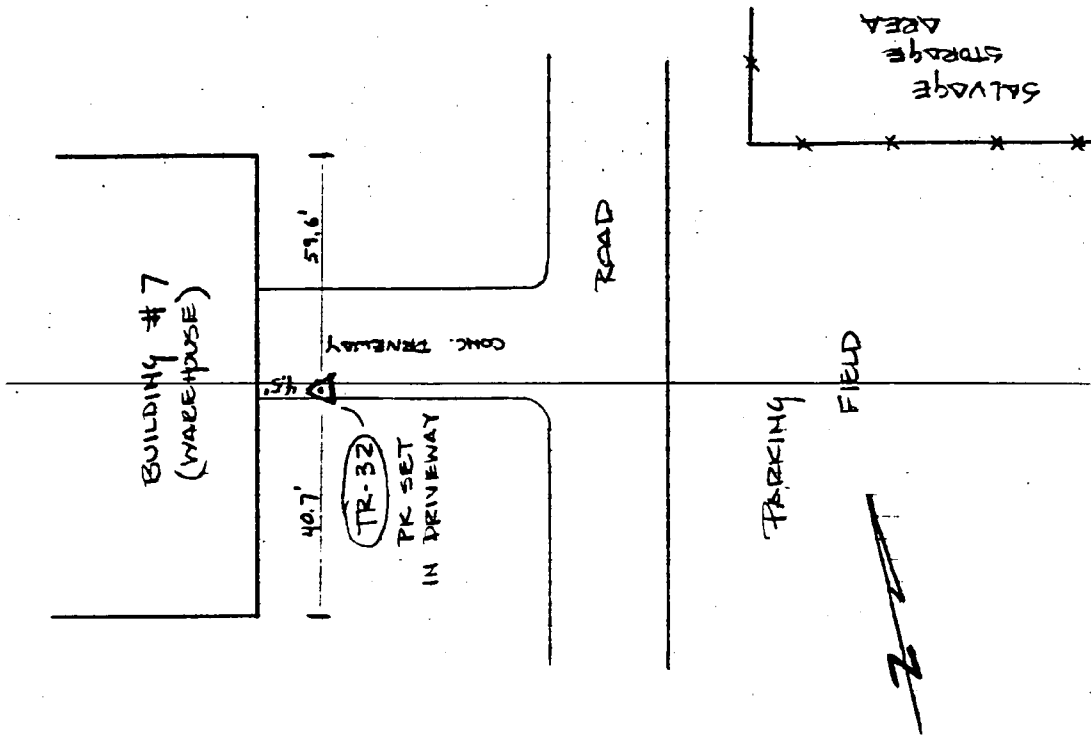 BUILDING #7
(WAREHOUSE)
40.7'
59.6'
4.5'
TR-32
PK SET
IN DRIVEWAY
CONC. DRIVEWAY
ROAD
PARKING
FIELD
SALVAGE
STORAGE
AREA
N